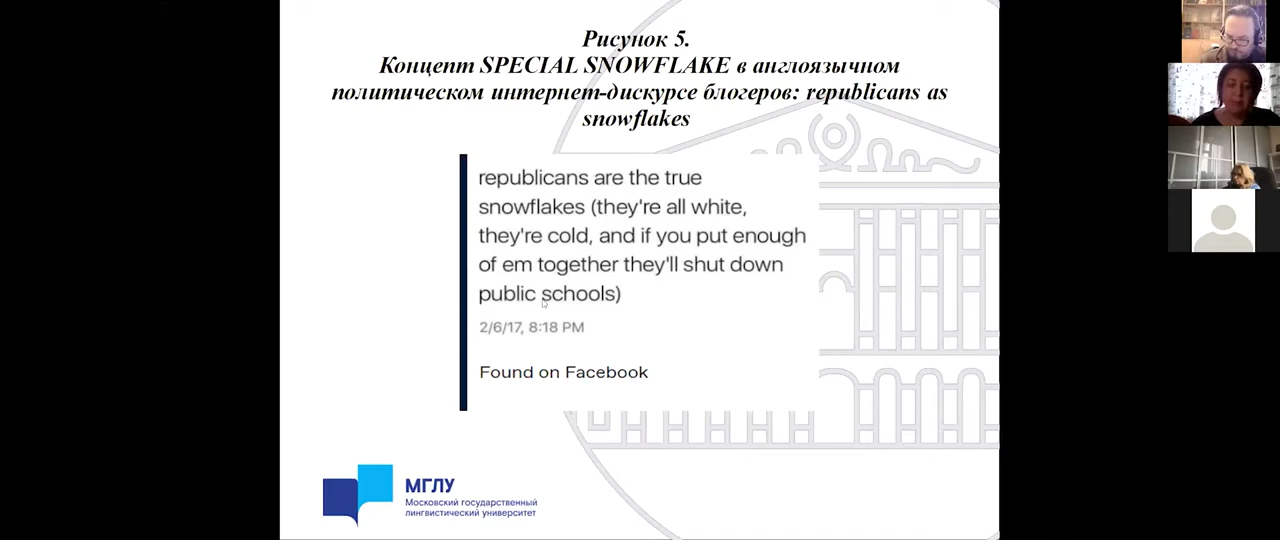 Рисунок 5.
Концепт SPECIAL SNOWFLAKE в англоязычном
политическом интернет-дискурсе блогеров: republicans as
snowflakes
republicans are the true
snowflakes (they're all white,
they're cold, and if you put enough
of em together they'll shut down
public schools)
2/6/17, 8:18 PM
Found on Facebook
МГЛУ
Московский государственный
лингвистический университет